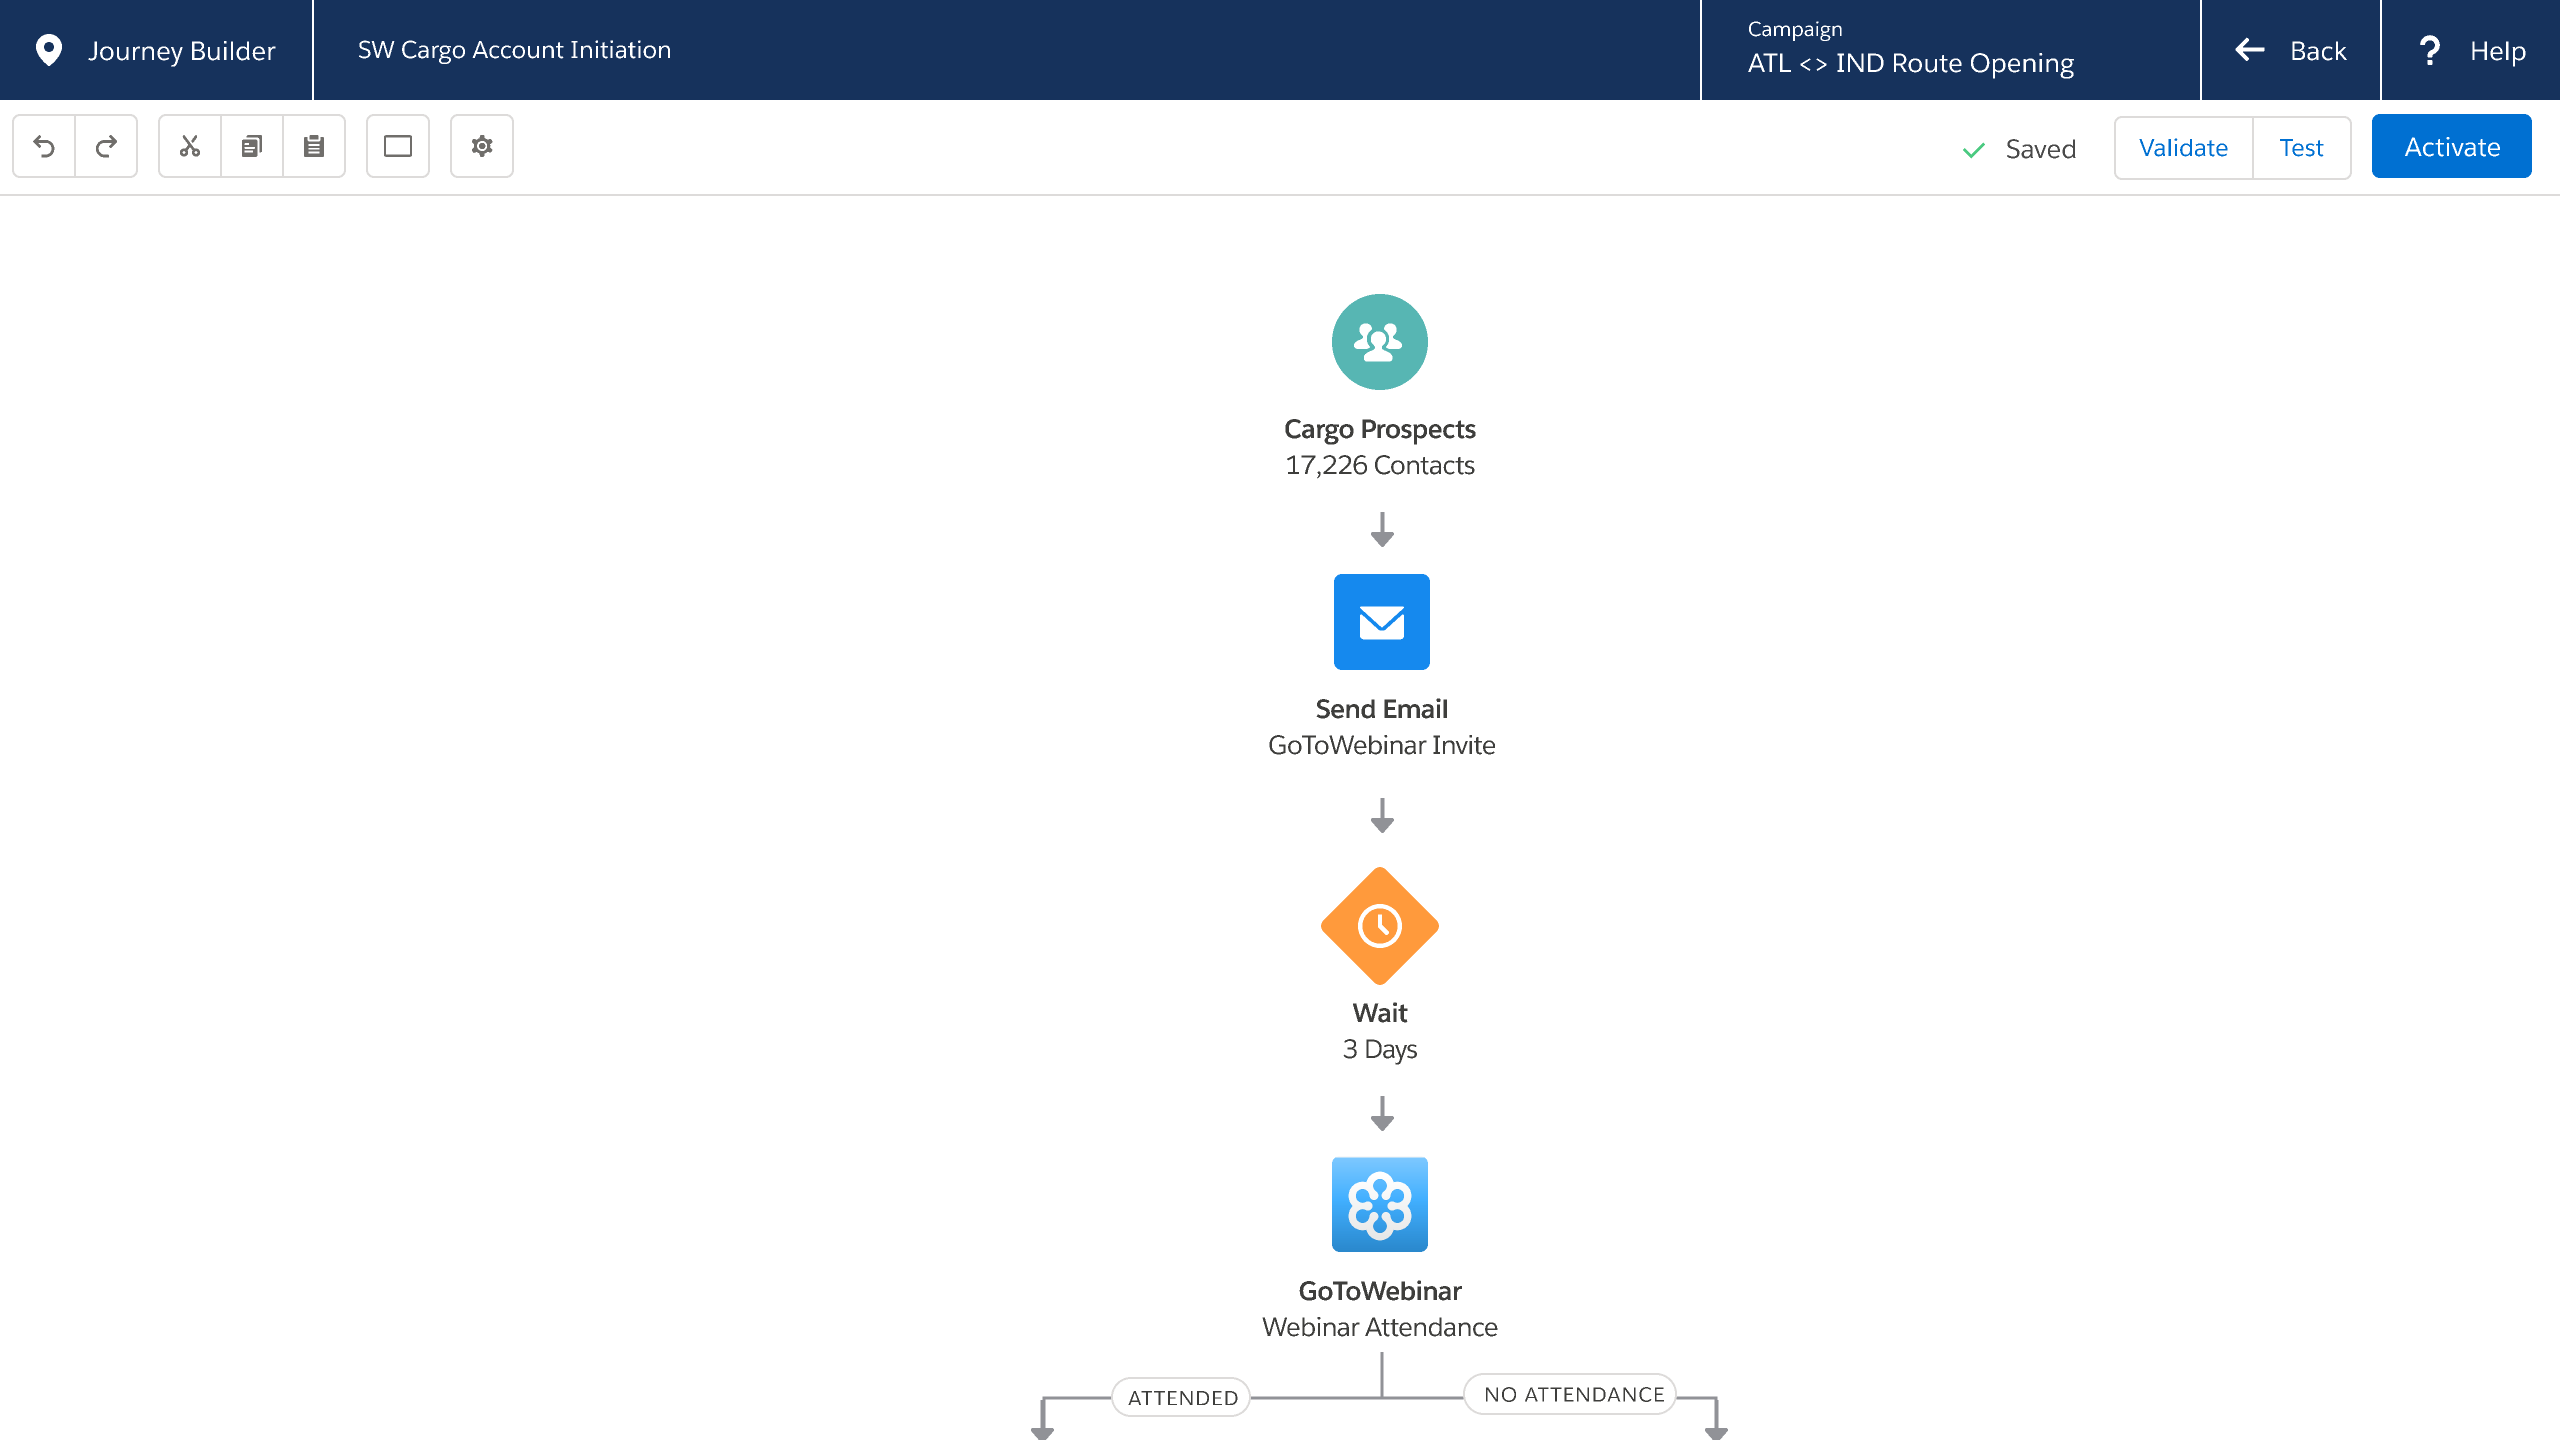 Journey Builder
SW Cargo Account Initiation
Campaign
ATL <> IND Route Opening
Back
? Help
Saved
Validate
Test
Activate
Cargo Prospects
17,226 Contacts
Send Email
GoToWebinar Invite
Wait
3 Days
GoToWebinar
Webinar Attendance
ATTENDED
NO ATTENDANCE